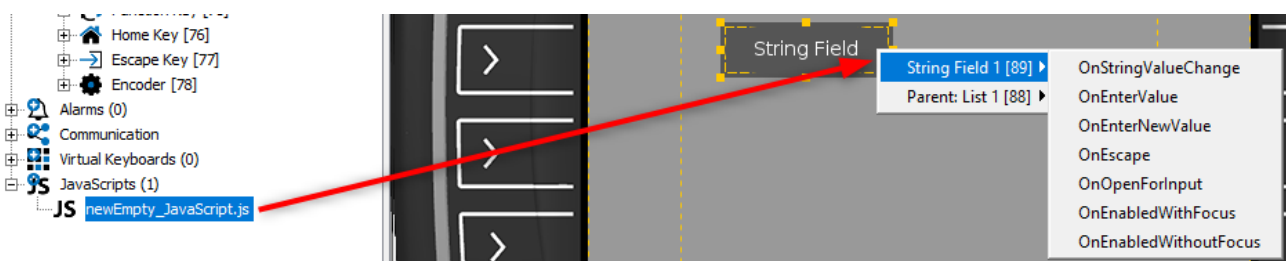 Home Key [76]
Escape Key [77]
Encoder [78]
Alarms (0)
Communication
Virtual Keyboards (0)
JavaScripts (1)
JS newEmpty_JavaScript.js
String Field
String Field 1 [89]
Parent: List 1 [88]
OnStringValueChange
OnEnterValue
OnEnterNewValue
OnEscape
OnOpenForInput
OnEnabledWithFocus
OnEnabledWithoutFocus